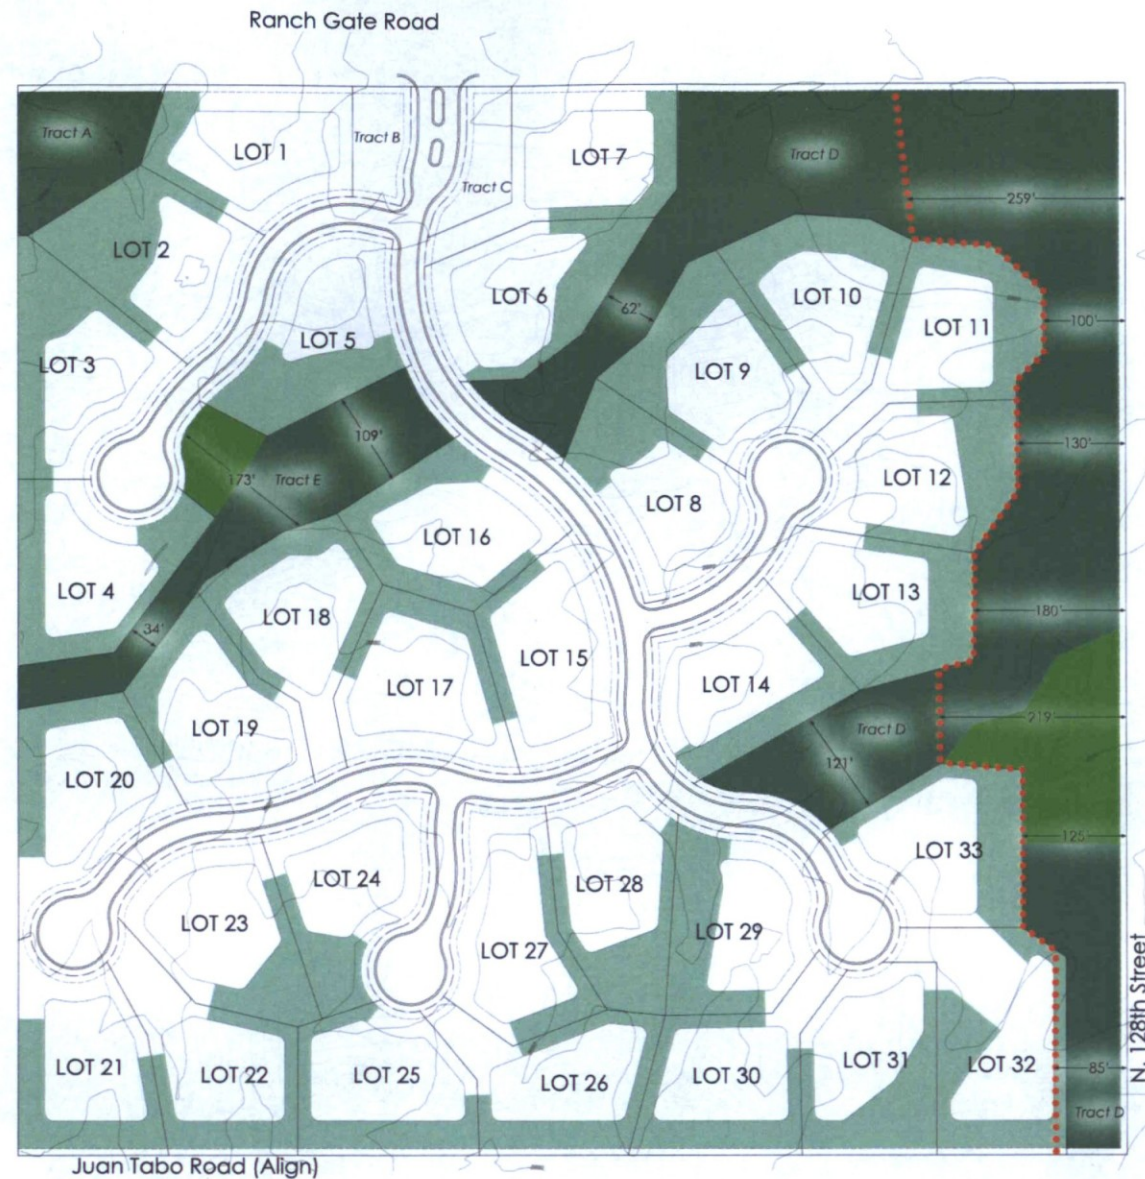 Ranch Gate Road
Tract A
LOT 1
Tract B
LOT 7
Tract D
Tract C
259'
LOT 2
LOT 6
62'
LOT 10
LOT 11
100'
LOT 5
LOT 3
LOT 9
109'
130'
173'
Tract E
LOT 12
LOT 8
LOT 16
LOT 4
LOT 13
180'
LOT 18
34'
LOT 15
LOT 17
LOT 14
219'
LOT 19
Tract D
121'
LOT 20
125'
LOT 33
LOT 24
LOT 28
LOT 23
LOT 29
LOT 27
N. 128th Street
LOT 21
LOT 22
LOT 25
LOT 26
LOT 30
LOT 31
LOT 32
85'
Tract D
Juan Tabo Road (Align)